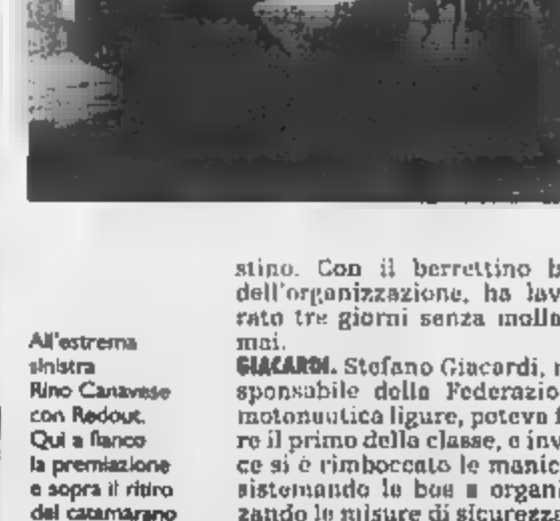 All'estrema
sinistra
Rino Canavese
con Redout.
Qui a fianco
la premiazione
e sopra il ritiro
del catamarano
stino. Con il berrettino b
dell'organizzazione, ha lav
rato tre giorni senza molla
mai.
GIACARDI. Stefano Giacardi, r
sponsabile della Federazio
motonautica ligure, poteva f
re il primo della classe, e inv
ce si è rimboccato le manic
sistemando le boe e organi
zando le misure di sicurezza